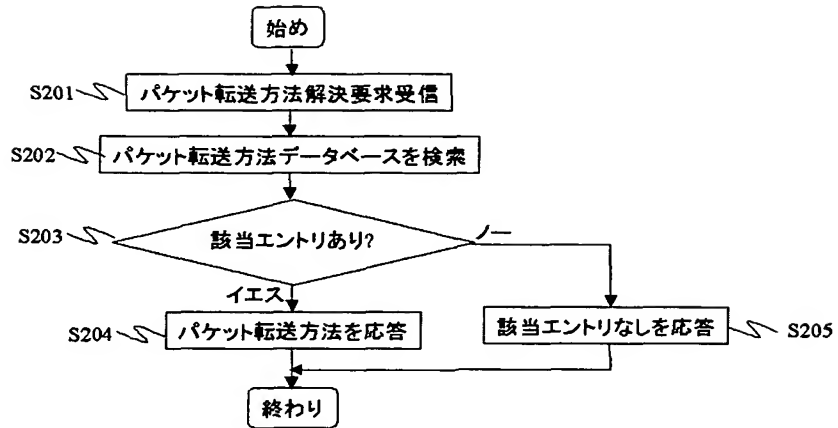 始め
S201
パケット転送方法解決要求受信
S202
パケット転送方法データベースを検索
S203
該当エントリあり?
ノー
イエス
S204
パケット転送方法を応答
該当エントリなしを応答
S205
終わり